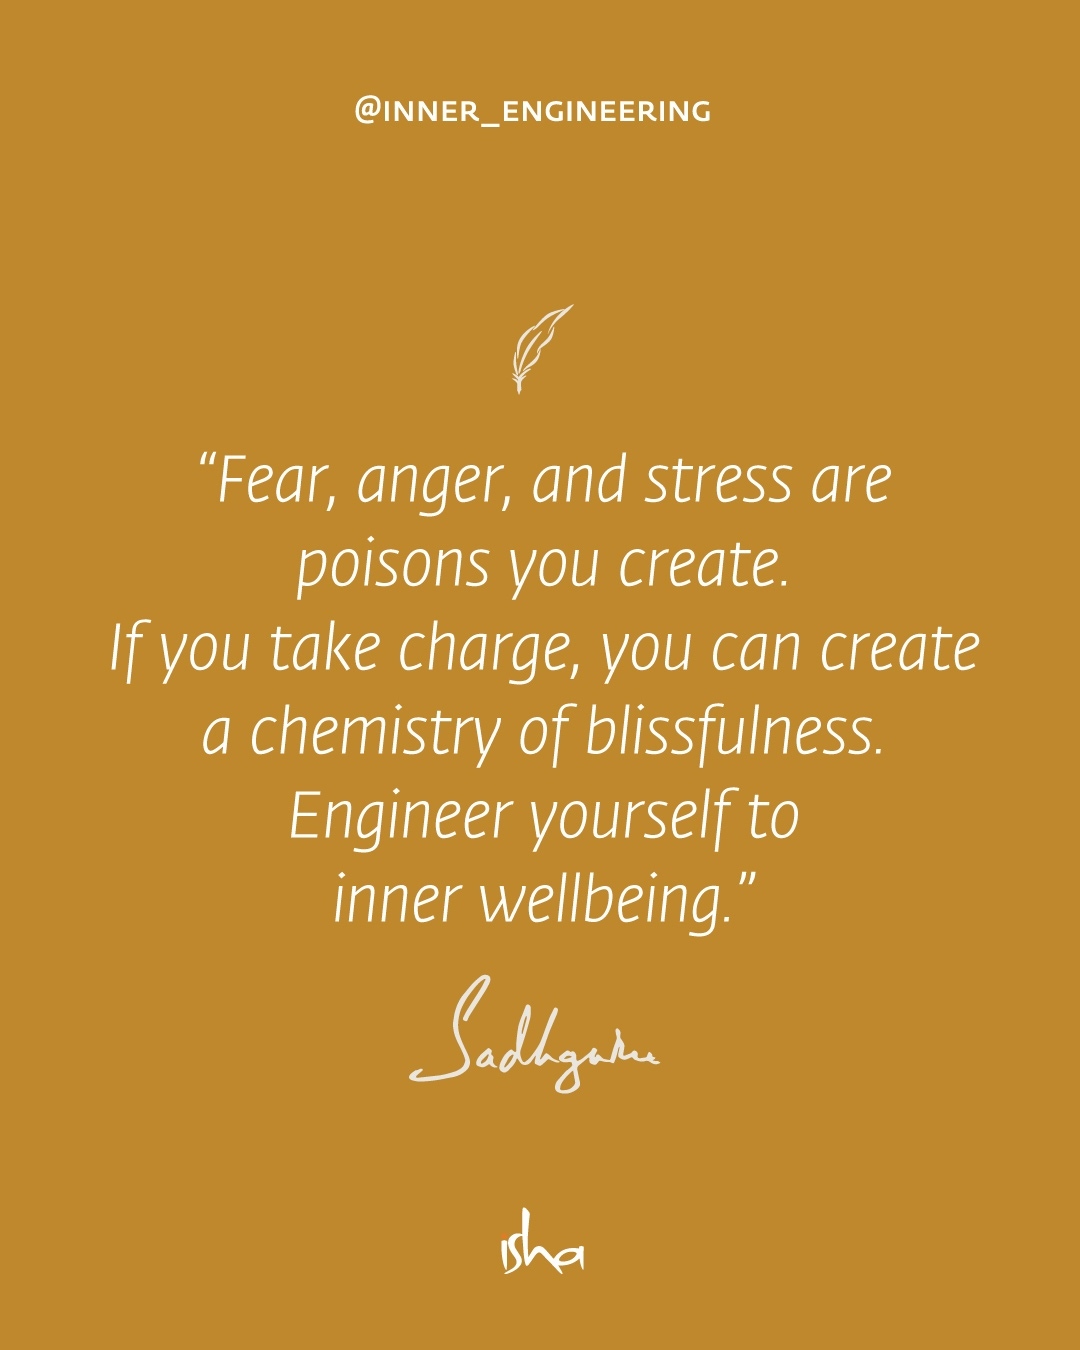 @INNER_ENGINEERING
“Fear, anger, and stress are
poisons you create.
If you take charge, you can create
a chemistry of blissfulness.
Engineer yourself to
inner wellbeing.”
Sadhguru
isha